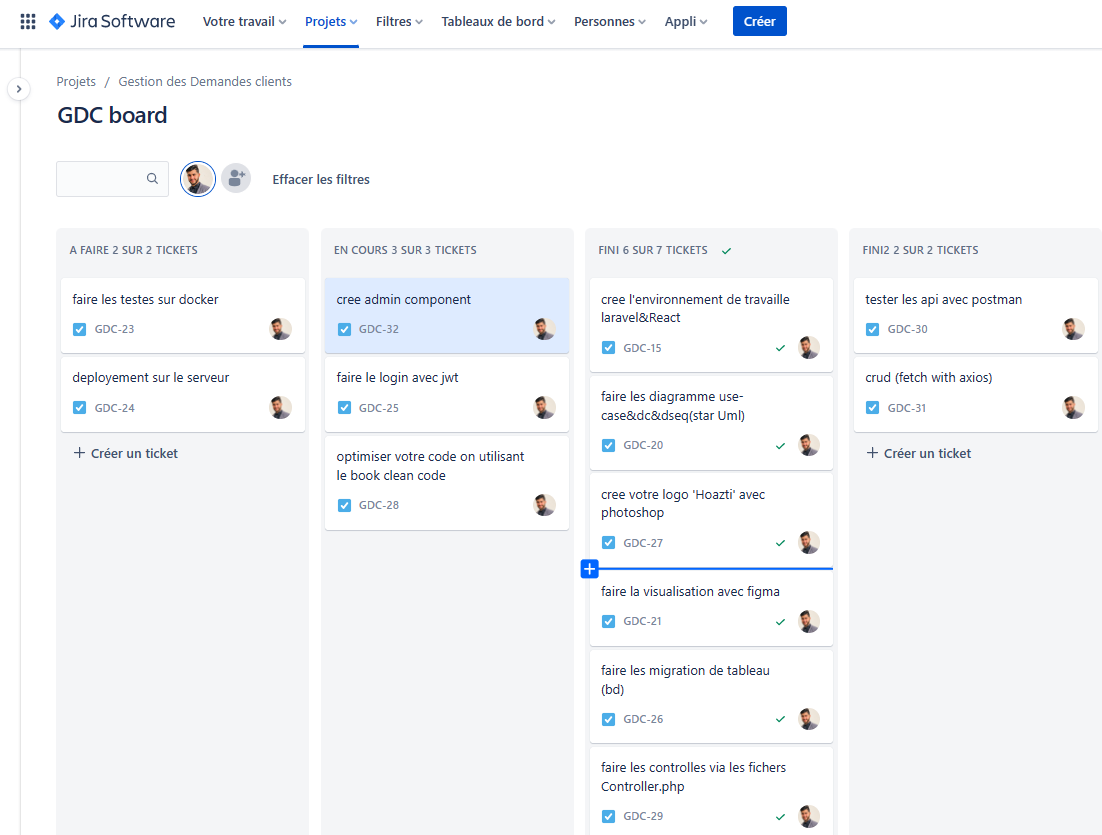 Jira Software
Votre travail
Projets
Filtres
Tableaux de bord
Personnes
Appli
Créer
Projets / Gestion des Demandes clients
GDC board
Effacer les filtres
A FAIRE 2 SUR 2 TICKETS
faire les testes sur docker
GDC-23
deployement sur le serveur
GDC-24
+ Créer un ticket
EN COURS 3 SUR 3 TICKETS
cree admin component
GDC-32
faire le login avec jwt
GDC-25
optimiser votre code on utilisant
le book clean code
GDC-28
FINI 6 SUR 7 TICKETS
cree l'environnement de travaille
laravel&React
GDC-15
faire les diagramme use-
case&dc&dseq(star Uml)
GDC-20
cree votre logo 'Hoazti' avec
photoshop
GDC-27
faire la visualisation avec figma
GDC-21
faire les migration de tableau
(bd)
GDC-26
faire les controlles via les fichers
Controller.php
GDC-29
FINI2 2 SUR 2 TICKETS
tester les api avec postman
GDC-30
crud (fetch with axios)
GDC-31
+ Créer un ticket